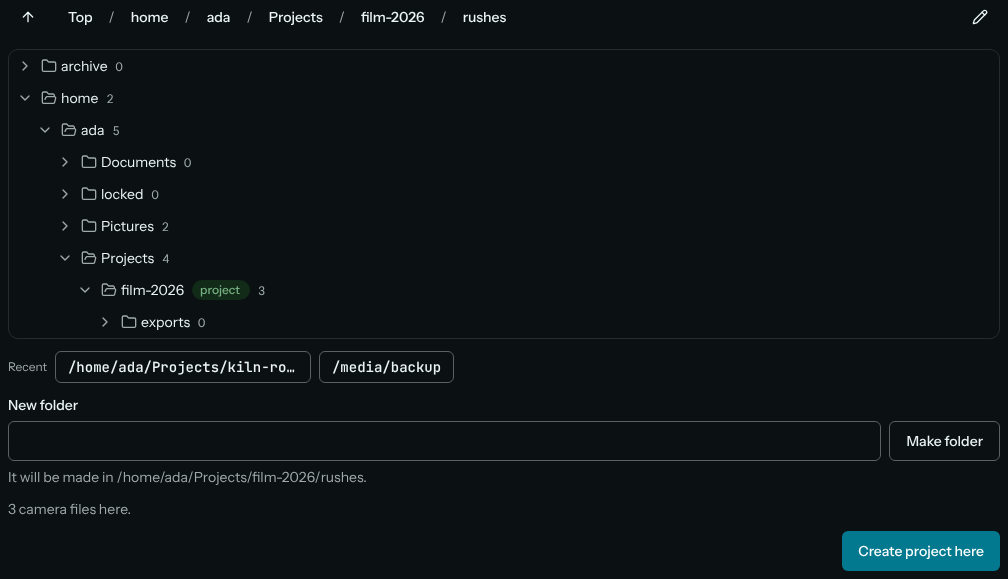 Top / home / ada / Projects / film-2026 / rushes
archive 0
home 2
ada 5
Documents 0
locked 0
Pictures 2
Projects 4
film-2026 project 3
exports 0
Recent /home/ada/Projects/kiln-ro… /media/backup
New folder
Make folder
It will be made in /home/ada/Projects/film-2026/rushes.
3 camera files here.
Create project here